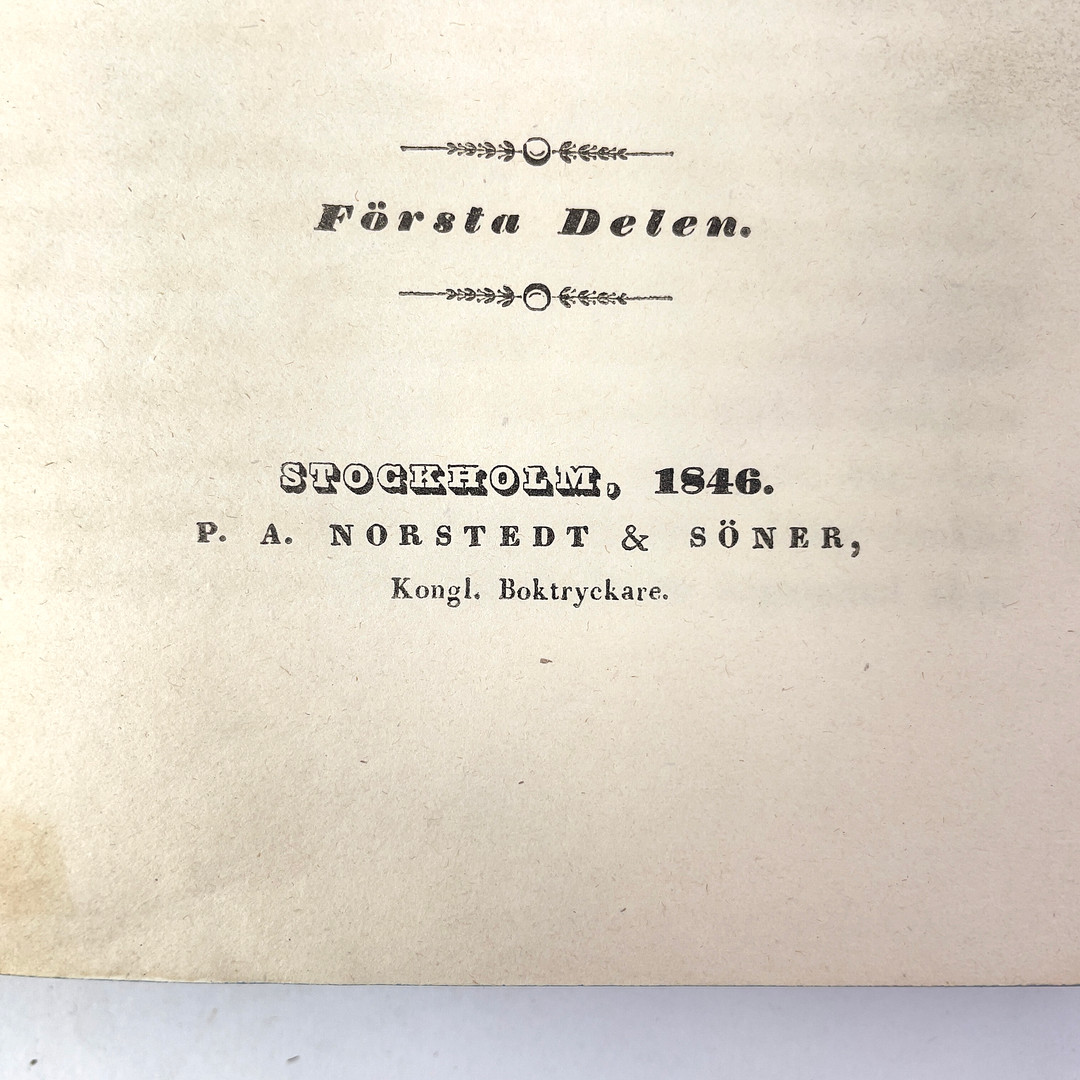 Första Delen.
STOCKHOLM, 1846.
P. A. NORSTEDT & SÖNER,
Kongl. Boktryckare.